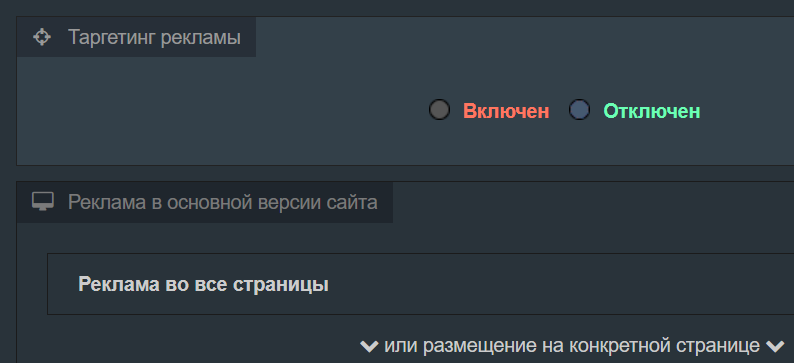 Таргетинг рекламы
Включен Отключен
Реклама в основной версии сайта
Реклама во все страницы
или размещение на конкретной странице